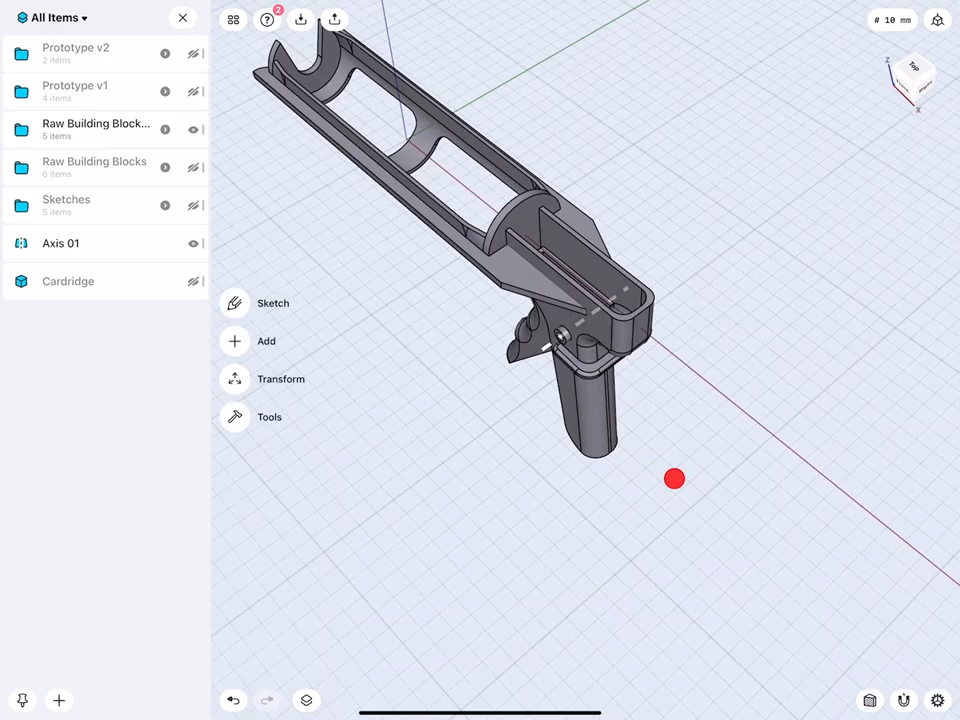 All Items
2
# 10 mm
Prototype v2
2 items
Prototype v1
4 items
Raw Building Block...
5 items
Raw Building Blocks
6 items
Sketches
5 items
Axis 01
Cardridge
Sketch
Add
Transform
Tools
Z
Top
X